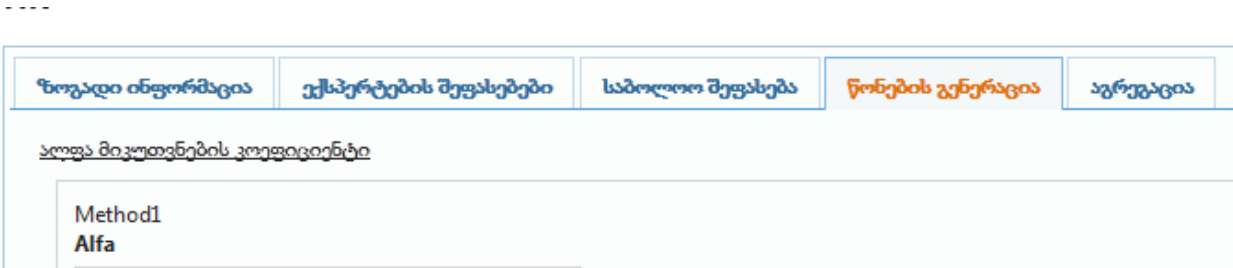 ზოგადი ინფორმაცია ექსპერტების შეფასებები საბოლოო შეფასება წონების გენერაცია აგრეგაცია
ალფა მიკუთვნების კოეფიციენტი
Method1
Alfa